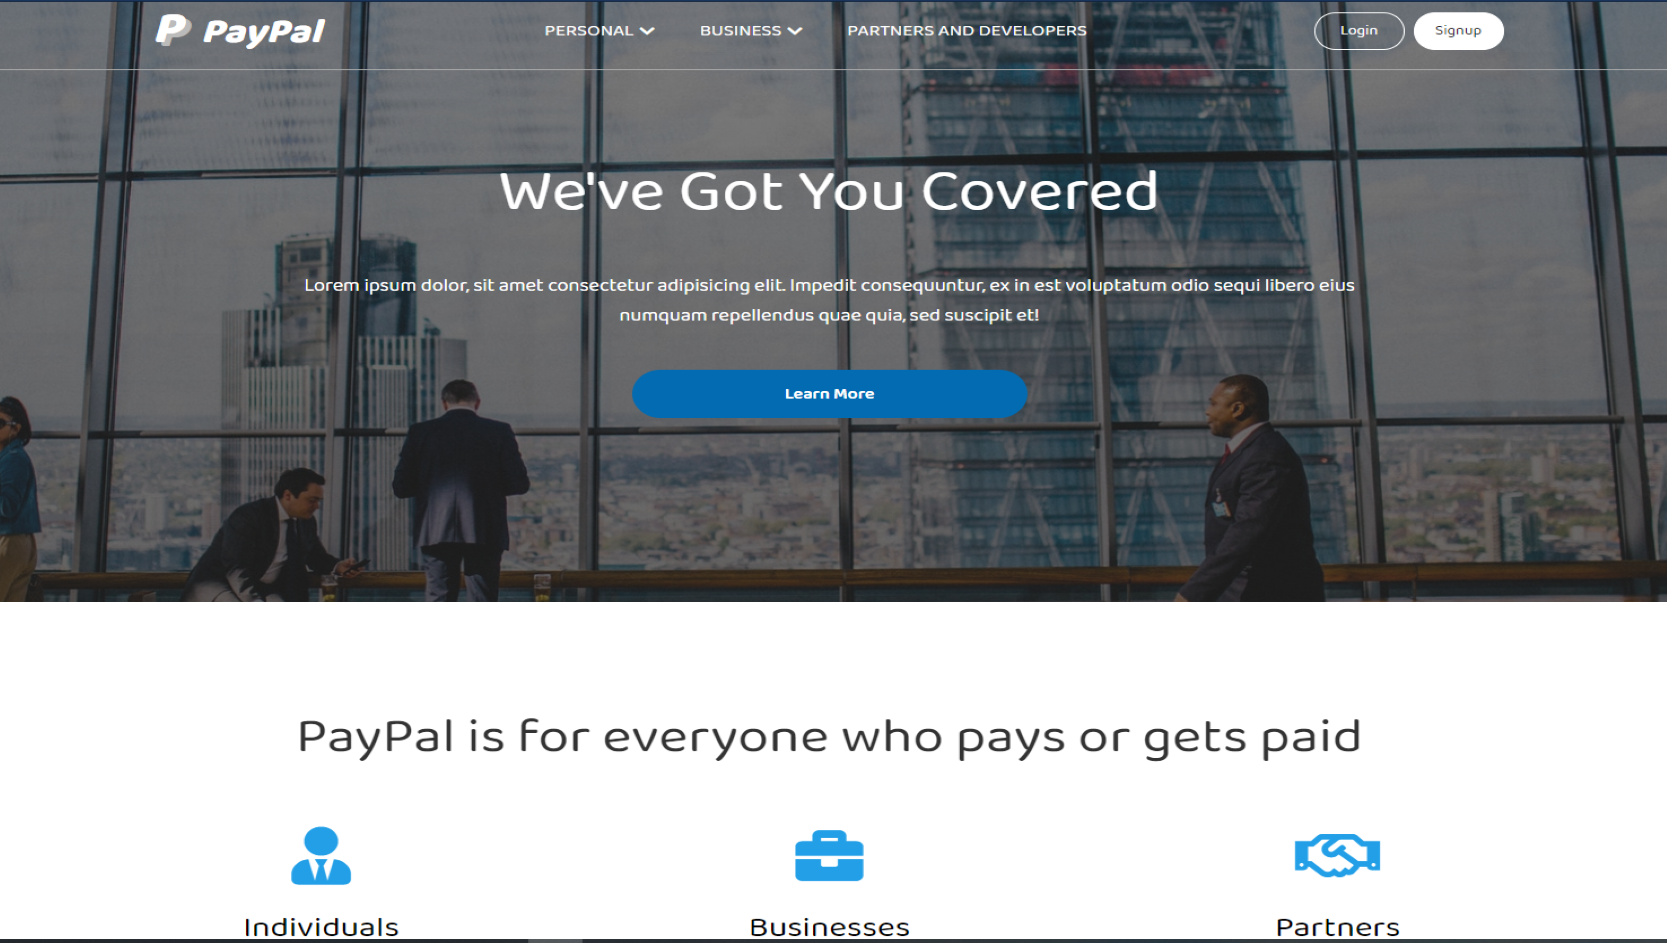 PayPal
PERSONAL
BUSINESS
PARTNERS AND DEVELOPERS
Login
Signup
We've Got You Covered
Lorem ipsum dolor, sit amet consectetur adipisicing elit. Impedit consequuntur, ex in est voluptatum odio sequi libero eius
numquam repellendus quae quia, sed suscipit et!
Learn More
PayPal is for everyone who pays or gets paid
Individuals
Businesses
Partners